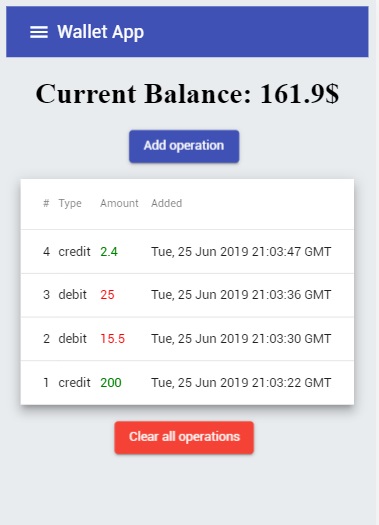 Wallet App
Current Balance: 161.9$
Add operation
# Type Amount Added
4 credit 2.4 Tue, 25 Jun 2019 21:03:47 GMT
3 debit 25 Tue, 25 Jun 2019 21:03:36 GMT
2 debit 15.5 Tue, 25 Jun 2019 21:03:30 GMT
1 credit 200 Tue, 25 Jun 2019 21:03:22 GMT
Clear all operations